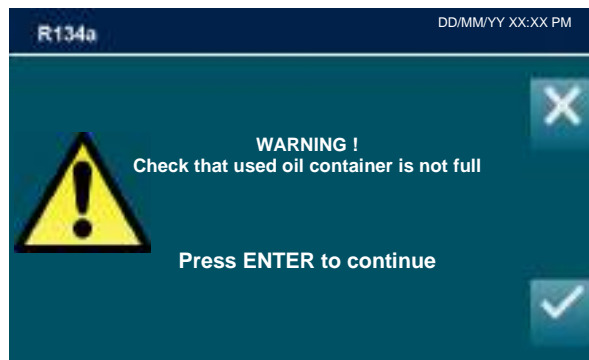 R134a
DD/MM/YY XX:XX PM
WARNING !
Check that used oil container is not full
Press ENTER to continue